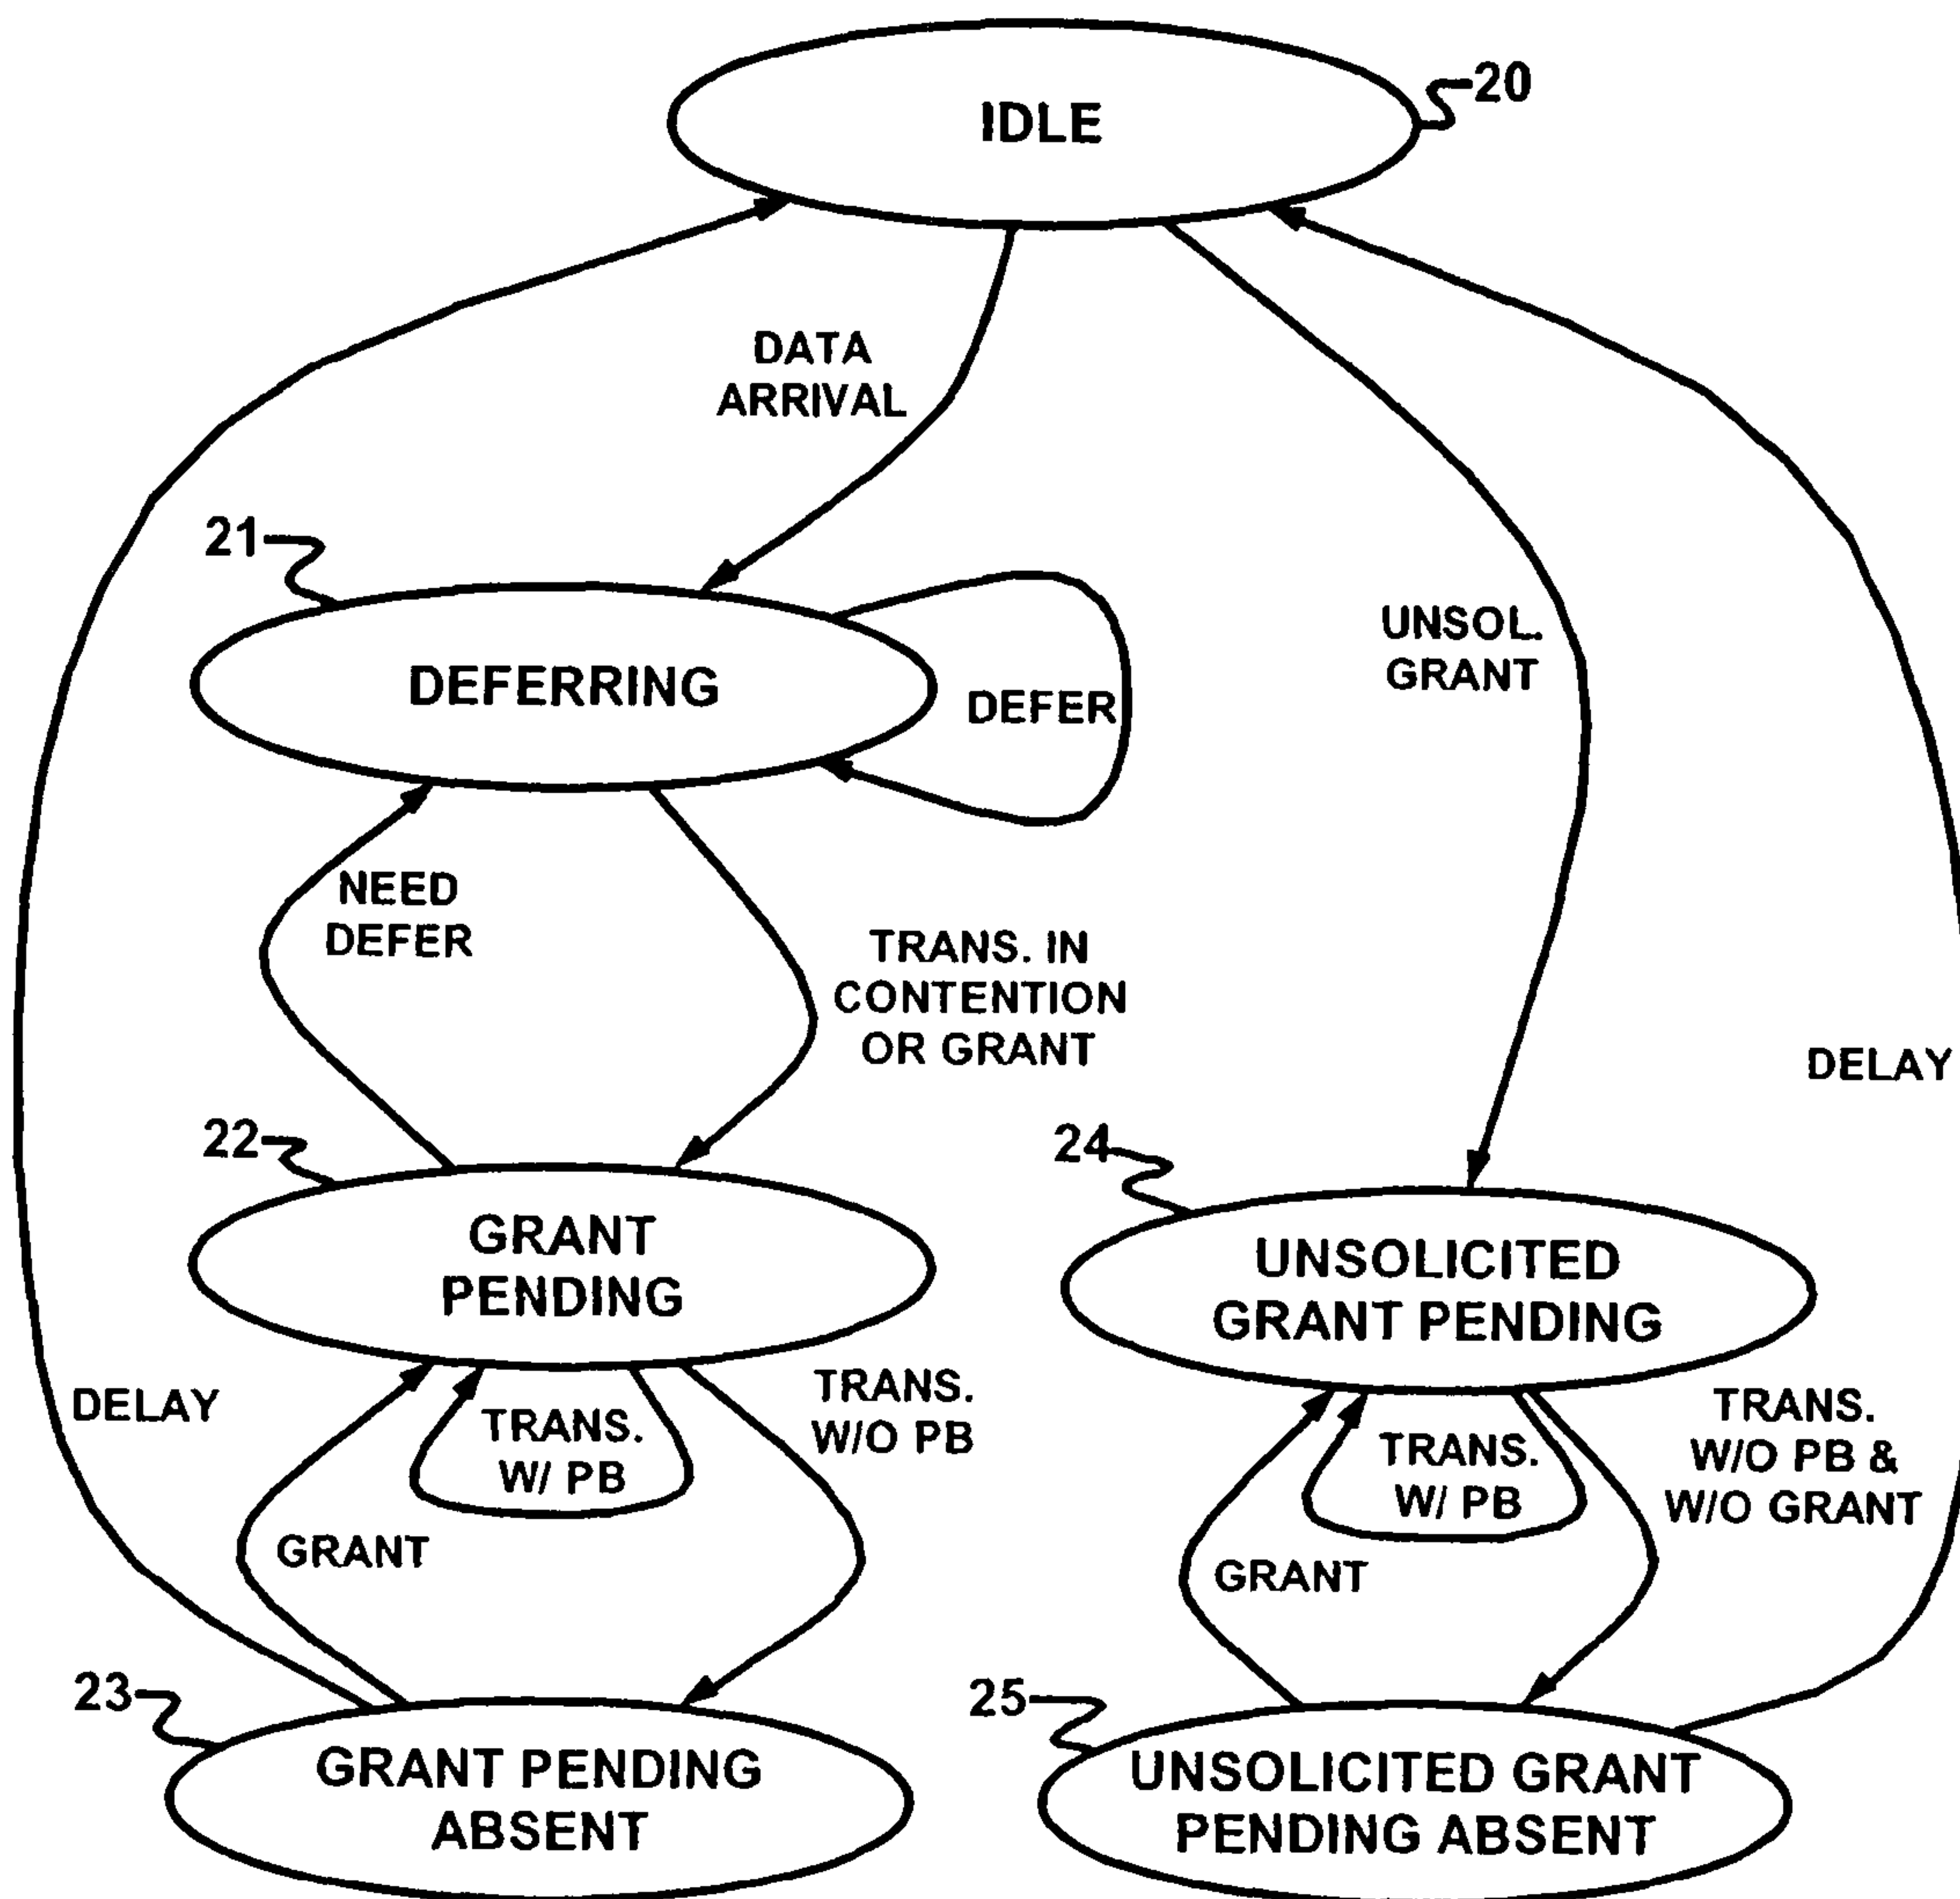 IDLE
20
DATA
ARRIVAL
21
UNSOL.
GRANT
DEFERRING
DEFER
NEED
DEFER
TRANS. IN
CONTENTION
OR GRANT
DELAY
22
24
GRANT
PENDING
UNSOLICITED
GRANT PENDING
DELAY
TRANS.
W/O PB
TRANS.
W/ PB
GRANT
TRANS.
W/O PB &
W/O GRANT
TRANS.
W/ PB
GRANT
23
25
GRANT PENDING
ABSENT
UNSOLICITED GRANT
PENDING ABSENT